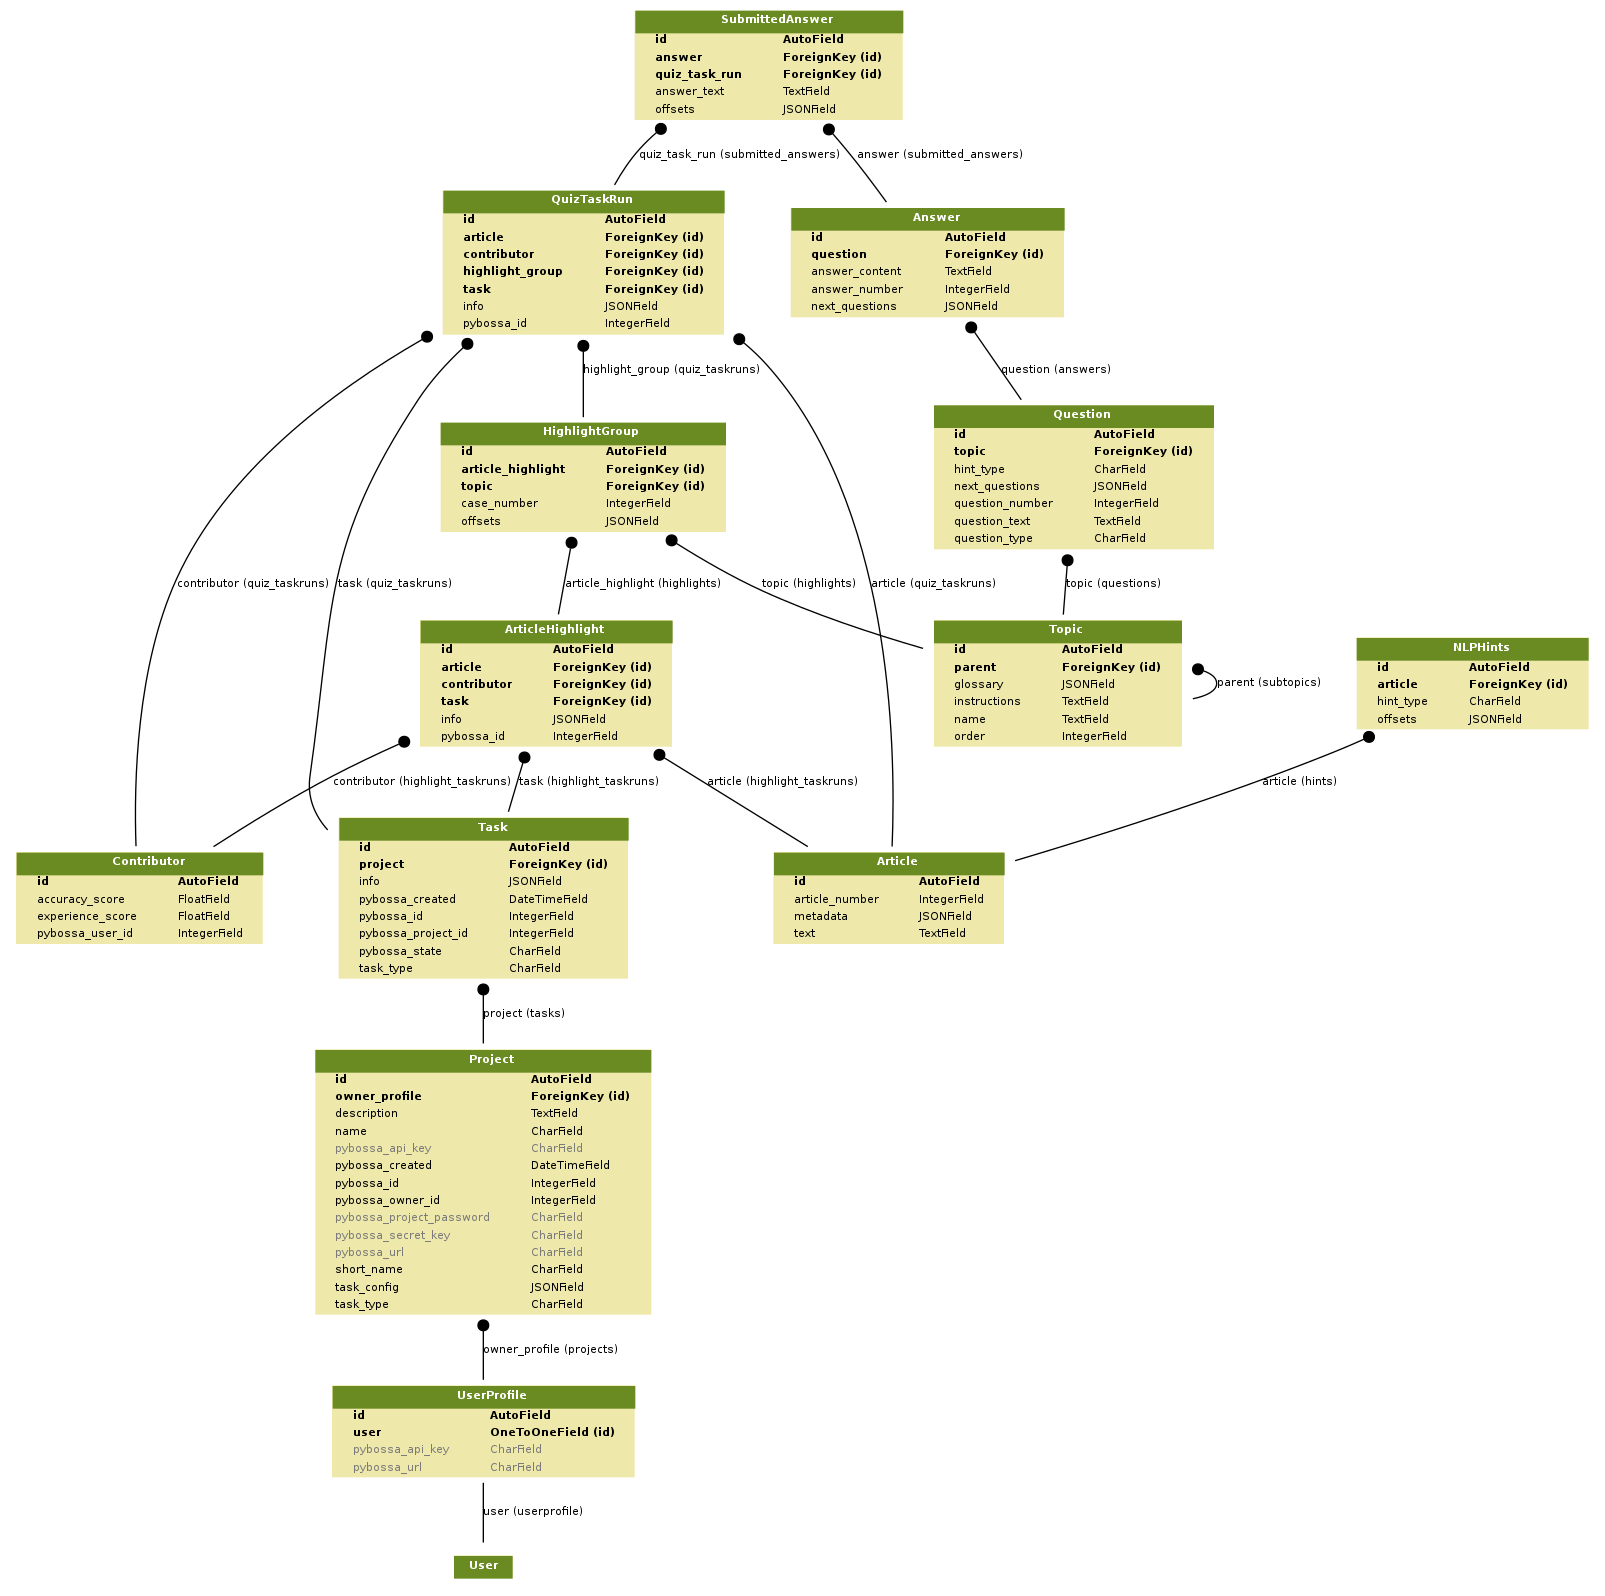 SubmittedAnswer
id AutoField
answer ForeignKey (id)
quiz_task_run ForeignKey (id)
answer_text TextField
offsets JSONField
quiz_task_run (submitted_answers)
answer (submitted_answers)
QuizTaskRun
id AutoField
article ForeignKey (id)
contributor ForeignKey (id)
highlight_group ForeignKey (id)
task ForeignKey (id)
info JSONField
pybossa_id IntegerField
Answer
id AutoField
question ForeignKey (id)
answer_content TextField
answer_number IntegerField
next_questions JSONField
highlight_group (quiz_taskruns)
question (answers)
HighlightGroup
id AutoField
article_highlight ForeignKey (id)
topic ForeignKey (id)
case_number IntegerField
offsets JSONField
Question
id AutoField
topic ForeignKey (id)
hint_type CharField
next_questions JSONField
question_number IntegerField
question_text TextField
question_type CharField
contributor (quiz_taskruns)
task (quiz_taskruns)
article_highlight (highlights)
topic (highlights)
article (quiz_taskruns)
topic (questions)
ArticleHighlight
id AutoField
article ForeignKey (id)
contributor ForeignKey (id)
task ForeignKey (id)
info JSONField
pybossa_id IntegerField
Topic
id AutoField
parent ForeignKey (id)
glossary JSONField
instructions TextField
name TextField
order IntegerField
parent (subtopics)
NLPHints
id AutoField
article ForeignKey (id)
hint_type CharField
offsets JSONField
contributor (highlight_taskruns)
task (highlight_taskruns)
article (highlight_taskruns)
article (hints)
Contributor
id AutoField
accuracy_score FloatField
experience_score FloatField
pybossa_user_id IntegerField
Task
id AutoField
project ForeignKey (id)
info JSONField
pybossa_created DateTimeField
pybossa_id IntegerField
pybossa_project_id IntegerField
pybossa_state CharField
task_type CharField
Article
id AutoField
article_number IntegerField
metadata JSONField
text TextField
project (tasks)
Project
id AutoField
owner_profile ForeignKey (id)
description TextField
name CharField
pybossa_api_key CharField
pybossa_created DateTimeField
pybossa_id IntegerField
pybossa_owner_id IntegerField
pybossa_project_password CharField
pybossa_secret_key CharField
pybossa_url CharField
short_name CharField
task_config JSONField
task_type CharField
owner_profile (projects)
UserProfile
id AutoField
user OneToOneField (id)
pybossa_api_key CharField
pybossa_url CharField
user (userprofile)
User